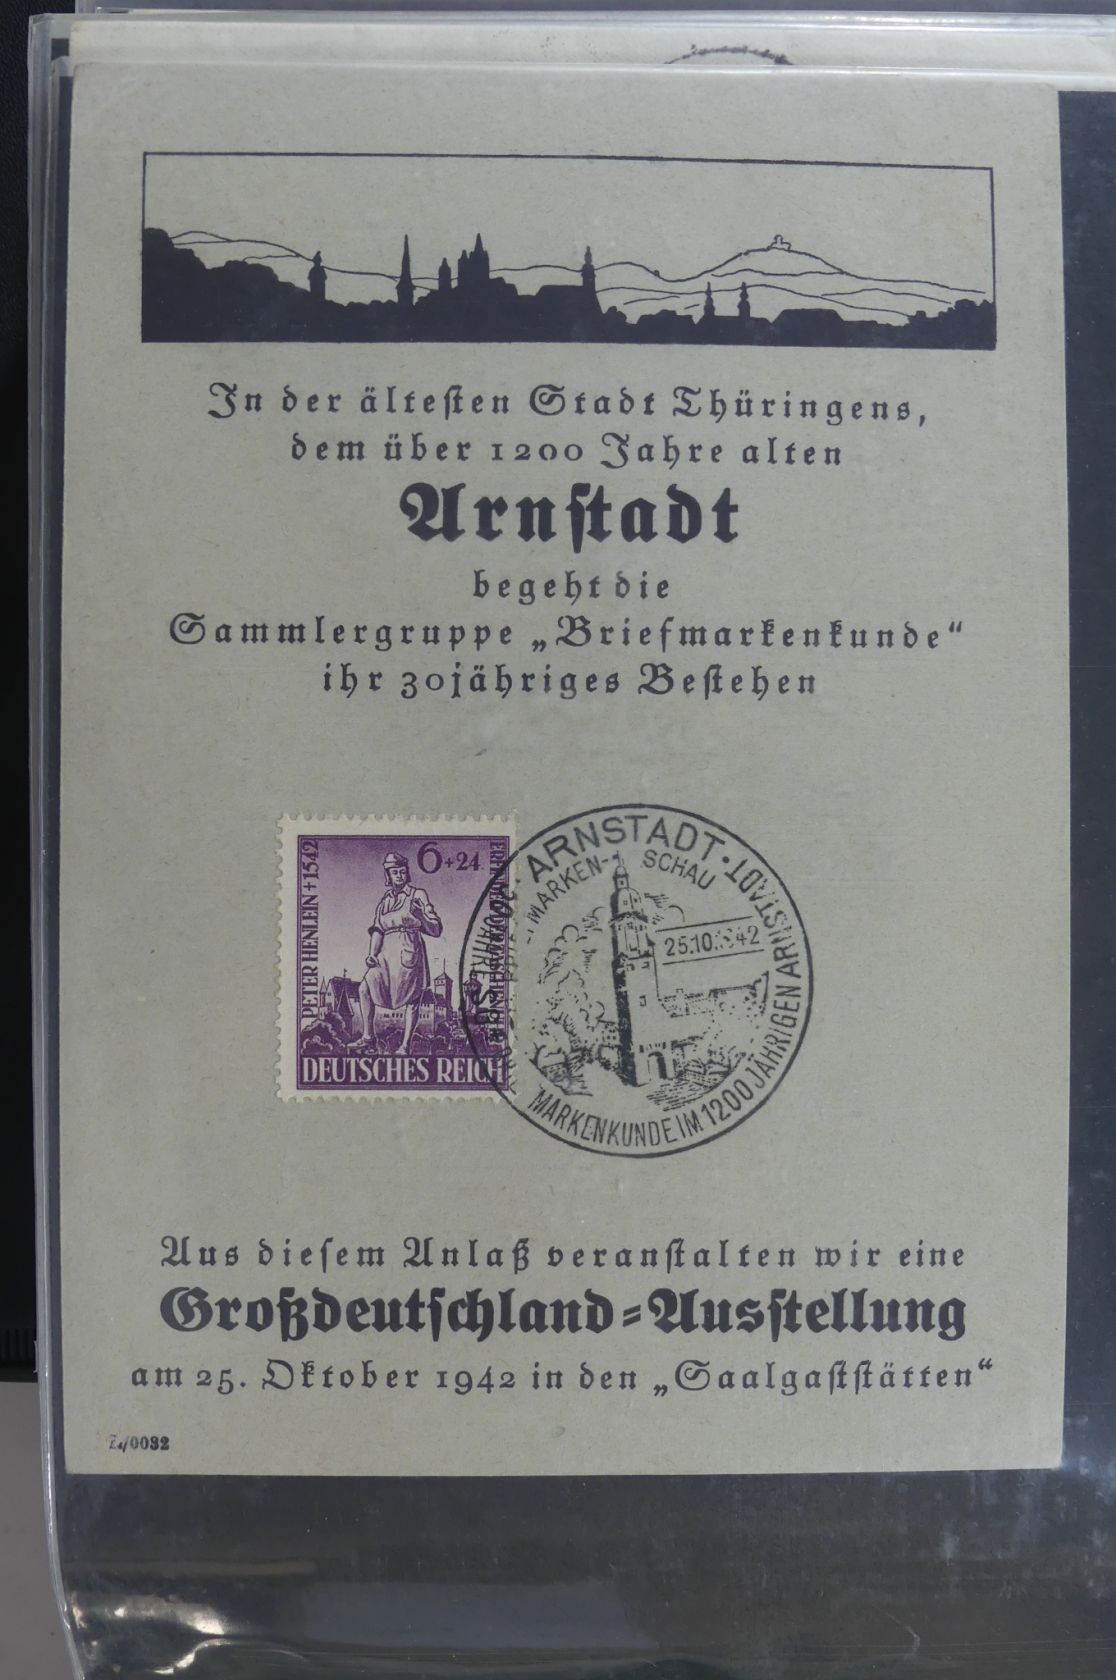 In der ältesten Stadt Thüringens,
dem über 1200 Jahre alten
Arnstadt
begeht die
Sammlergruppe „Briefmarkenkunde“
ihr 30jähriges Bestehen
PETER HENLEIN + 1542
6+24
DEUTSCHES REICH
ARNSTADT
MARKEN-SCHAU
25.10.1942
MARKENKUNDE IM 1200 JÄHRIGEN ARNSTADT
Aus diesem Anlaß veranstalten wir eine
Großdeutschland=Ausstellung
am 25. Oktober 1942 in den „Saalgaststätten“
/0032